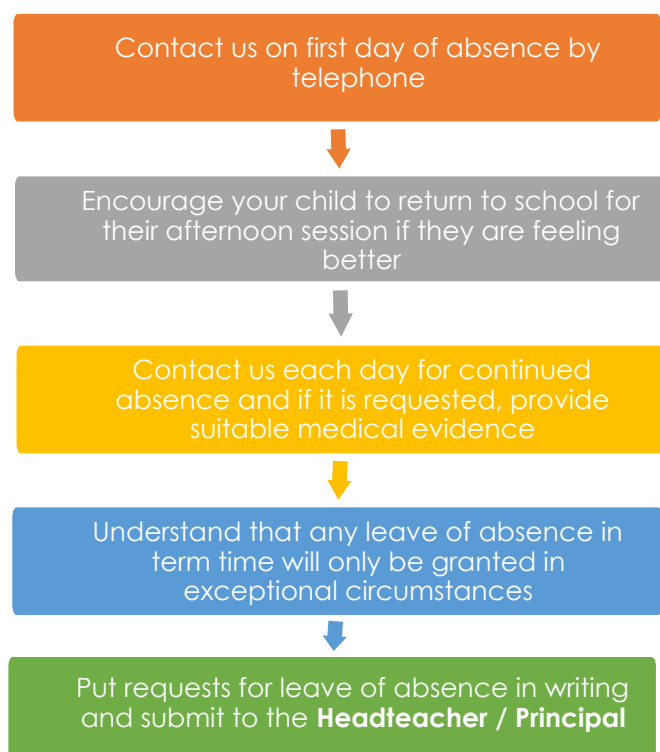 Contact us on first day of absence by
telephone
Encourage your child to return to school for
their afternoon session if they are feeling
better
Contact us each day for continued
absence and if it is requested, provide
suitable medical evidence
Understand that any leave of absence in
term time will only be granted in
exceptional circumstances
Put requests for leave of absence in writing
and submit to the Headteacher / Principal